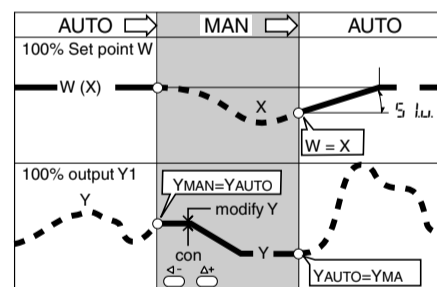 AUTO MAN AUTO
100% Set point W
W (X)
X
W = X
100% output Y1
YMAN=YAUTO
Y
modify Y
Y
con
◁- △+
YAUTO=YMA